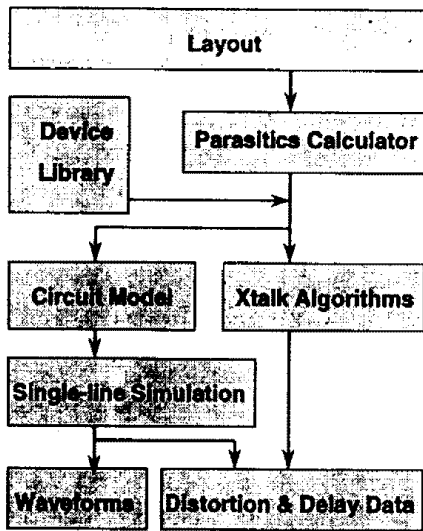 Layout
Device
Library
Parasitics Calculator
Circuit Model
Xtalk Algorithms
Single-line Simulation
Waveforms
Distortion & Delay Data